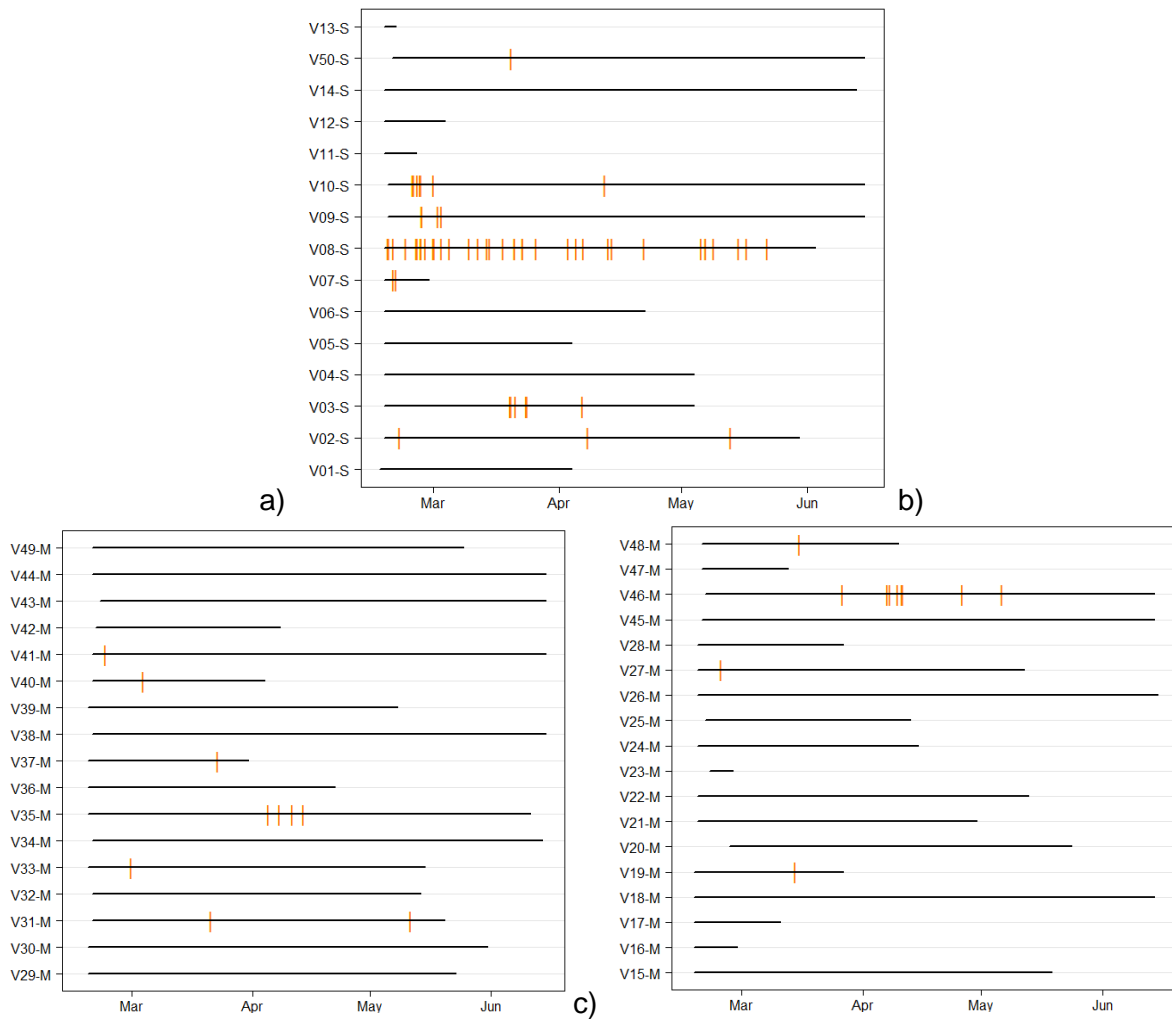 V13-S
V50-S
V14-S
V12-S
V11-S
V10-S
V09-S
V08-S
V07-S
V06-S
V05-S
V04-S
V03-S
V02-S
V01-S
Mar Apr May Jun
a)
b)
V49-M
V44-M
V43-M
V42-M
V41-M
V40-M
V39-M
V38-M
V37-M
V36-M
V35-M
V34-M
V33-M
V32-M
V31-M
V30-M
V29-M
Mar Apr May Jun
c)
V48-M
V47-M
V46-M
V45-M
V28-M
V27-M
V26-M
V25-M
V24-M
V23-M
V22-M
V21-M
V20-M
V19-M
V18-M
V17-M
V16-M
V15-M
Mar Apr May Jun